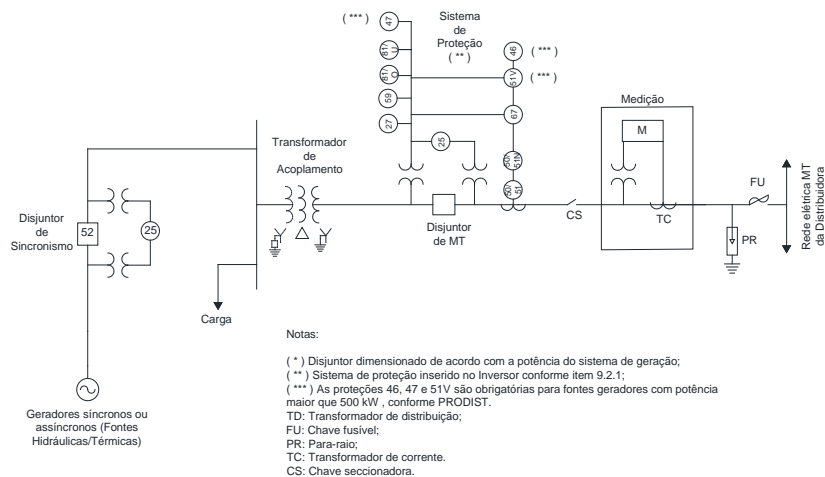 ( *** )
47
Sistema
de
Proteção
( ** )
81/
U
81/
O
59
27
25
46
( *** )
51V
( *** )
67
50/
51N
50/
51
Transformador
de
Acoplamento
Disjuntor
de MT
CS
Medição
M
TC
FU
PR
Rede elétrica MT
da Distribuidora
Disjuntor
de
Sincronismo
52
25
Carga
Geradores síncronos ou
assíncronos (Fontes
Hidráulicas/Térmicas)
Notas:
( * ) Disjuntor dimensionado de acordo com a potência do sistema de geração;
( ** ) Sistema de proteção inserido no Inversor conforme item 9.2.1;
( *** ) As proteções 46, 47 e 51V são obrigatórias para fontes geradores com potência
maior que 500 kW , conforme PRODIST.
TD: Transformador de distribuição;
FU: Chave fusível;
PR: Para-raio;
TC: Transformador de corrente.
CS: Chave seccionadora.